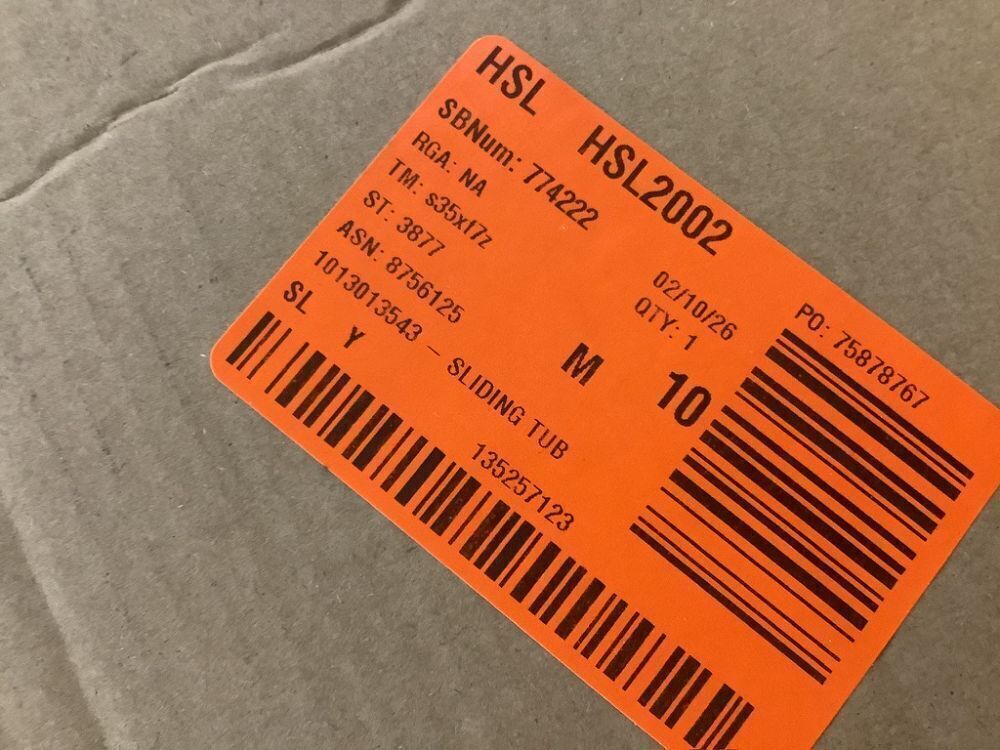 HSL HSL2002
SBNum: 774222
RGA: NA
TM: s35xf7z 02/10/26
ST: 3877 QTY: 1
ASN: 8756125
1013013543 – SLIDING TUB
SL Y M 10
135257123
PO: 75878767